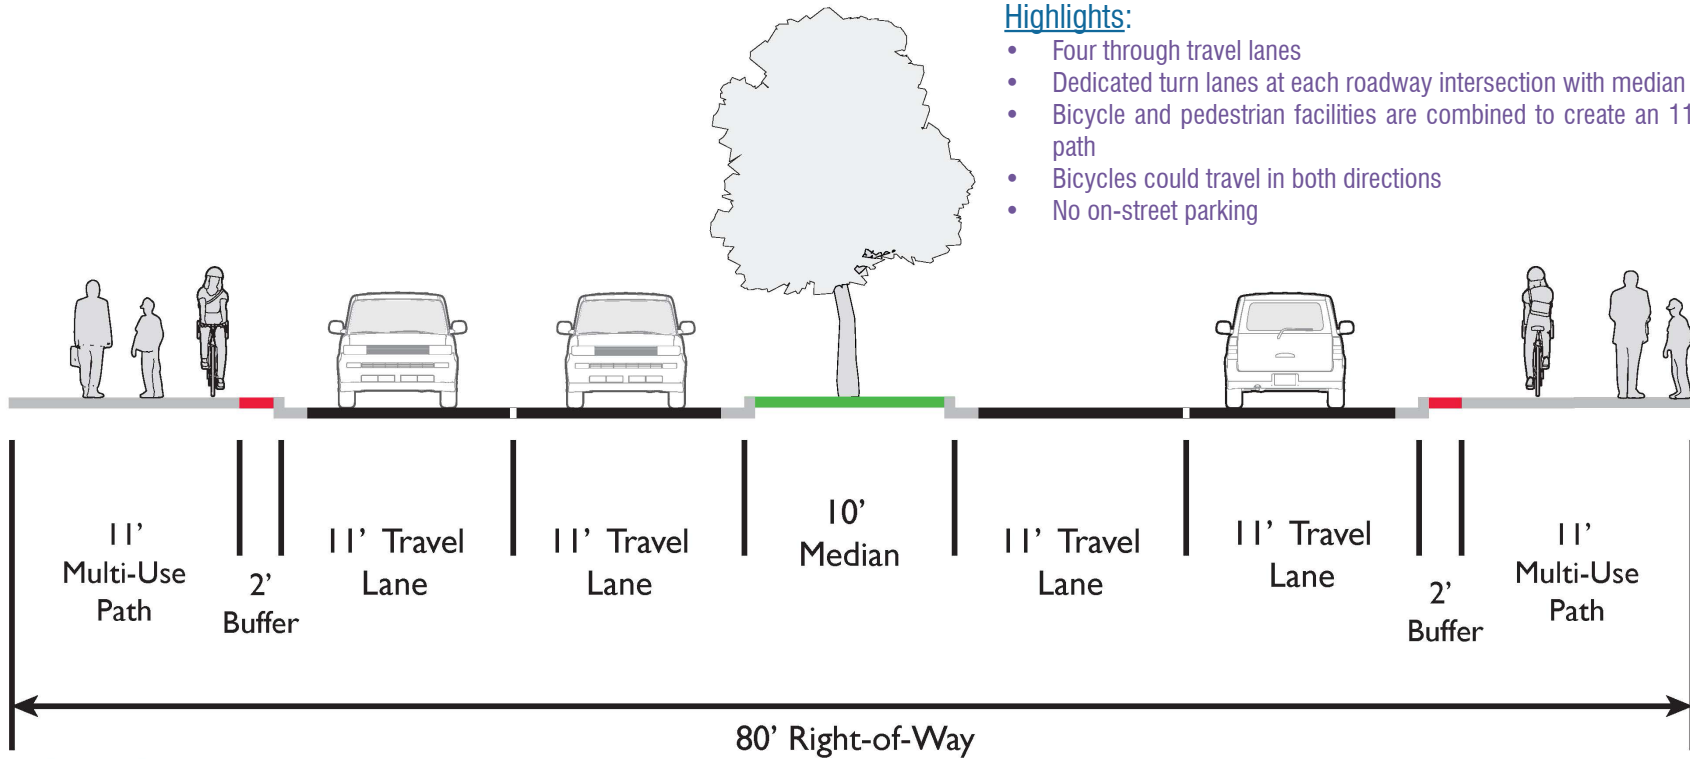 Highlights:
• Four through travel lanes
• Dedicated turn lanes at each roadway intersection with median
• Bicycle and pedestrian facilities are combined to create an 11
path
• Bicycles could travel in both directions
• No on-street parking
11'
Multi-Use
Path
2'
Buffer
11' Travel
Lane
11' Travel
Lane
10'
Median
11' Travel
Lane
11' Travel
Lane
2'
Buffer
11'
Multi-Use
Path
80' Right-of-Way